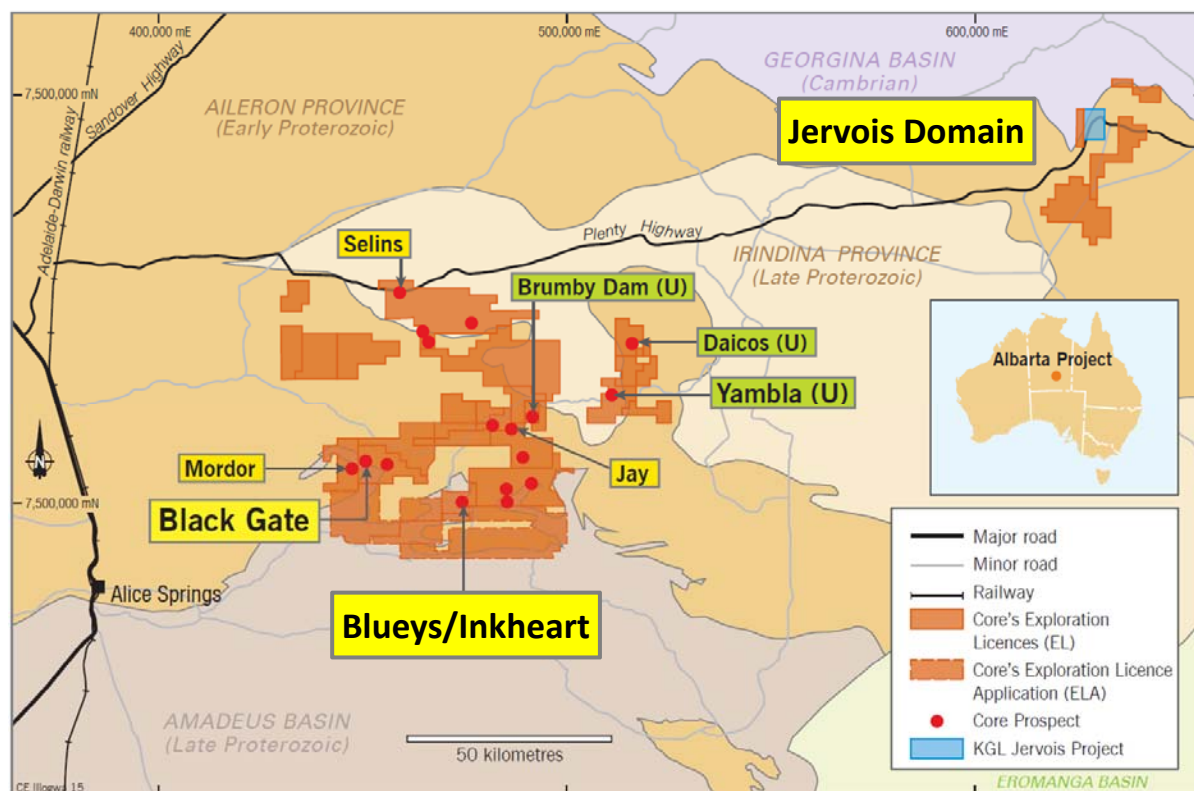 400,000 mE
500,000 mE
600,000 mE
GEORGINA BASIN
(Cambrian)
7,500,000 mN
Sandover Highway
AILERON PROVINCE
(Early Proterozoic)
Jervois Domain
Adelaide-Darwin railway
Plenty Highway
Selins
IRINDINA PROVINCE
(Late Proterozoic)
Brumby Dam (U)
Daicos (U)
Albarta Project
Yambla (U)
N
Mordor
Jay
7,500,000 mN
Black Gate
Alice Springs
Blueys/Inkheart
Major road
Minor road
Railway
Core's Exploration
Licences (EL)
Core's Exploration Licence
Application (ELA)
Core Prospect
KGL Jervois Project
AMADEUS BASIN
(Late Proterozoic)
50 kilometres
EROMANGA BASIN
CE Illogwa 15